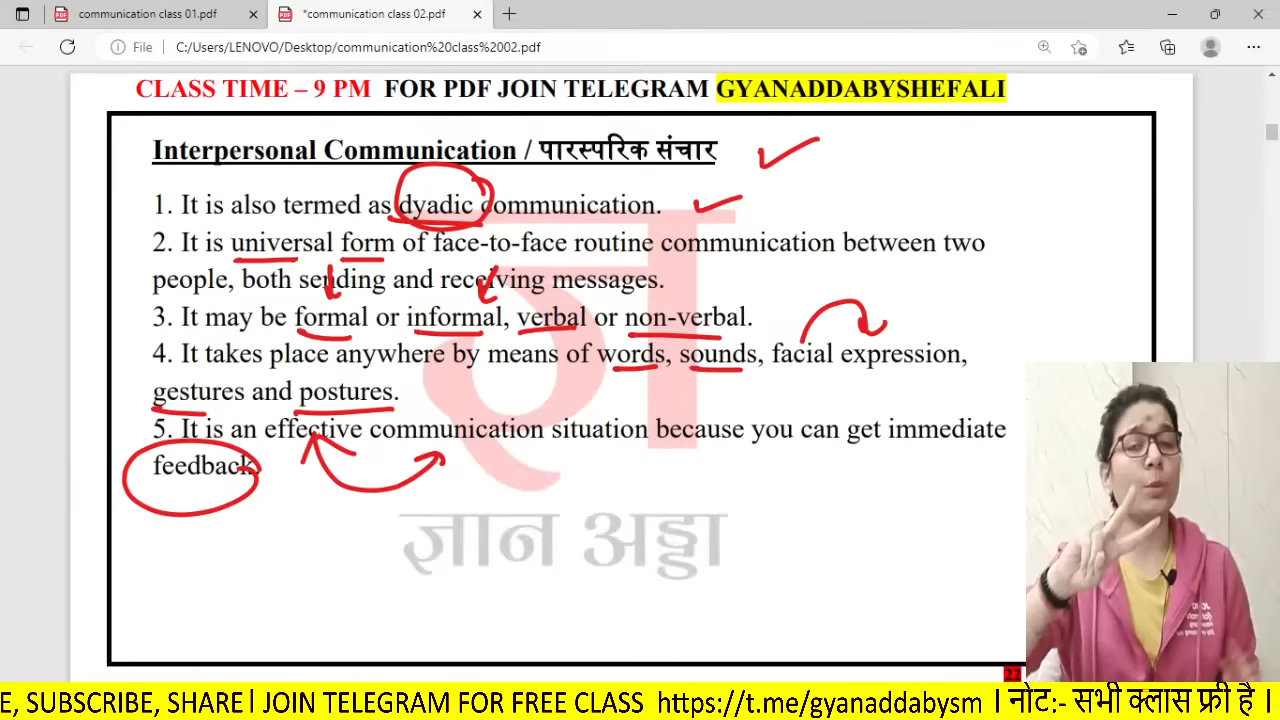 communication class 01.pdf
*communication class 02.pdf
File
C:/Users/LENOVO/Desktop/communication%20class%2002.pdf
CLASS TIME – 9 PM FOR PDF JOIN TELEGRAM GYANADDABYSHEFALI
Interpersonal Communication / पारस्परिक संचार
1. It is also termed as dyadic communication.
2. It is universal form of face-to-face routine communication between two
people, both sending and receiving messages.
3. It may be formal or informal, verbal or non-verbal.
4. It takes place anywhere by means of words, sounds, facial expression,
gestures and postures.
5. It is an effective communication situation because you can get immediate
feedback.
ज्ञान अड्डा
22
E, SUBSCRIBE, SHARE। JOIN TELEGRAM FOR FREE CLASS https://t.me/gyanaddabysm । नोट:- सभी क्लास फ्री है ।